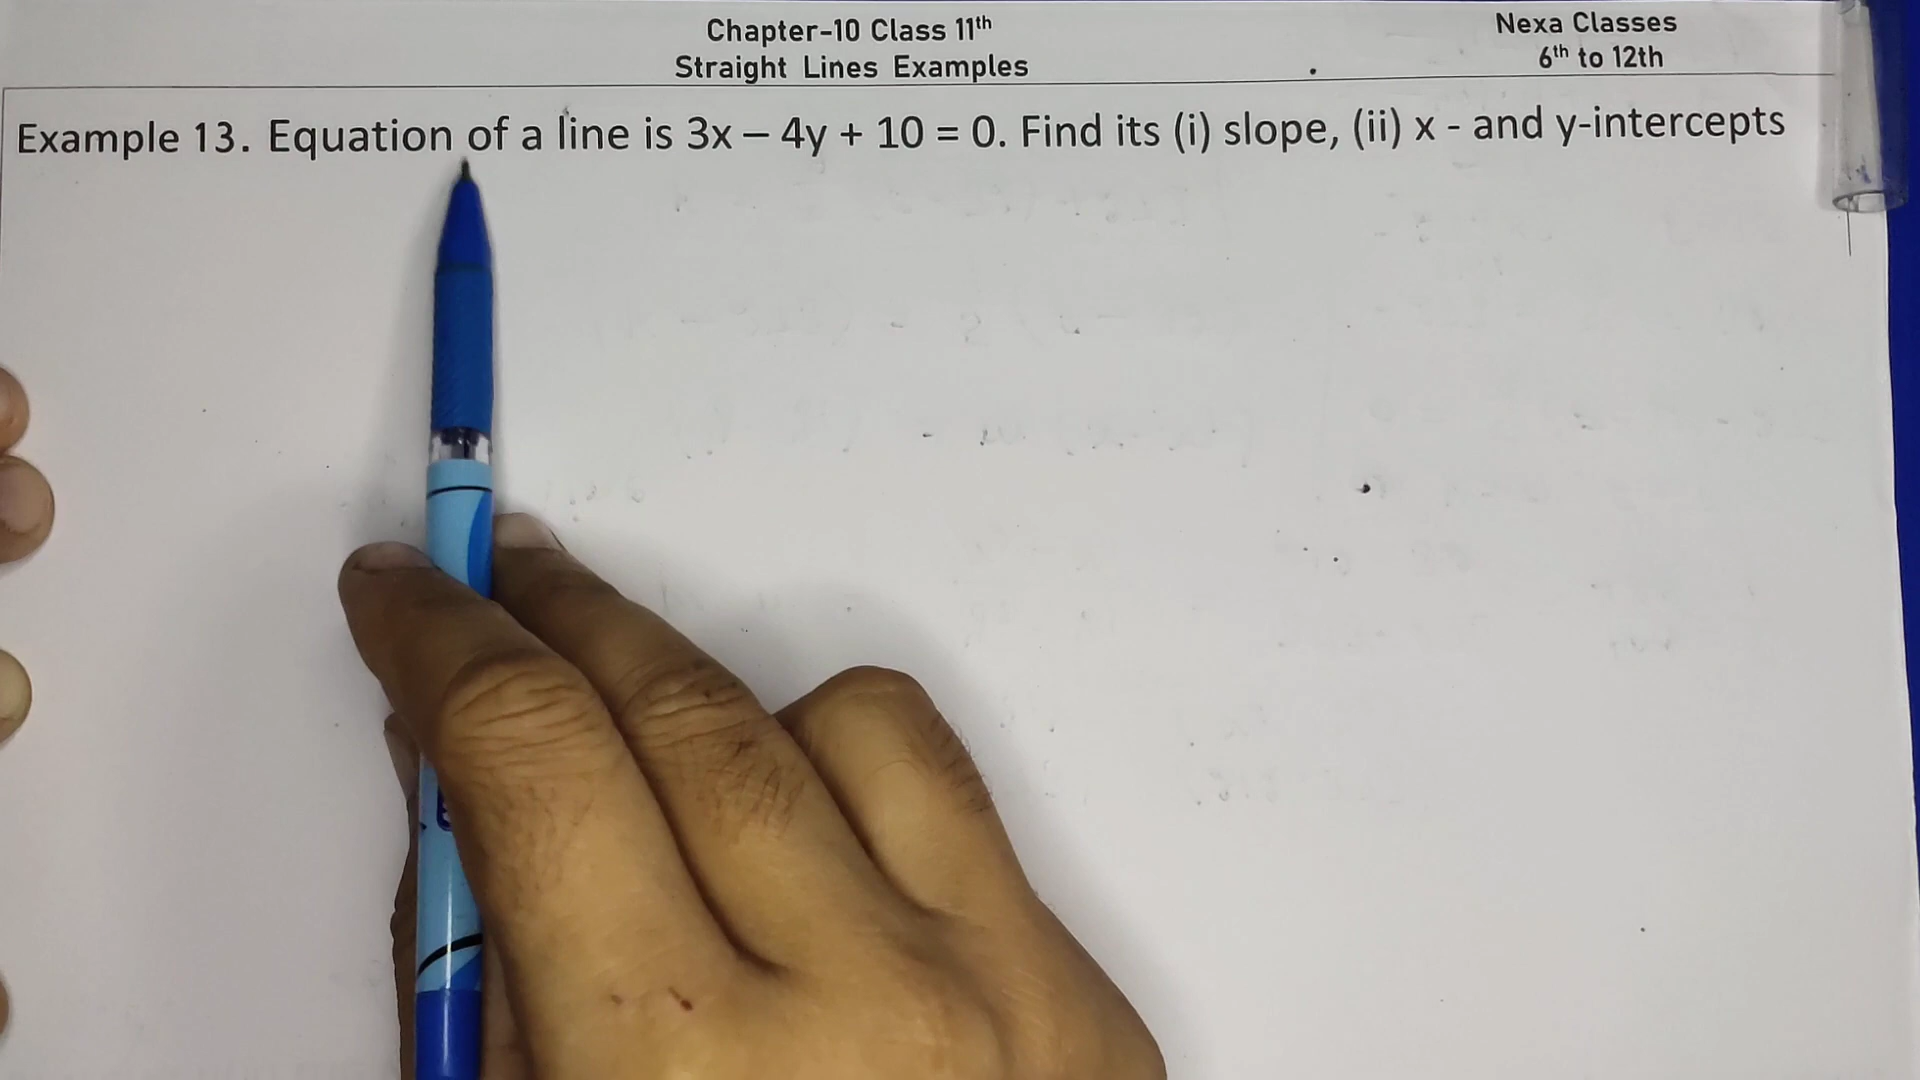 Chapter-10 Class 11th
Straight Lines Examples
Nexa Classes
6th to 12th
Example 13. Equation of a line is 3x – 4y + 10 = 0. Find its (i) slope, (ii) x - and y-intercepts